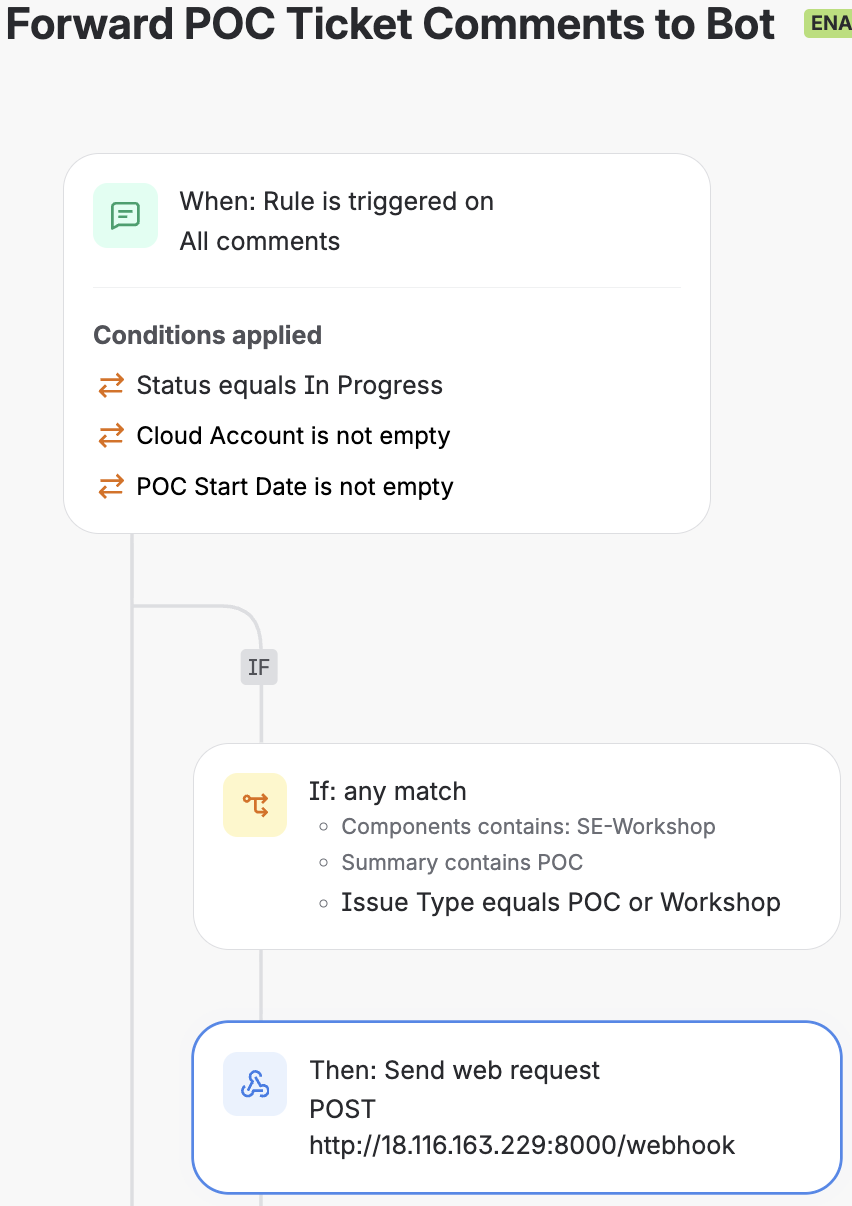 Forward POC Ticket Comments to Bot ENA
When: Rule is triggered on
All comments
Conditions applied
Status equals In Progress
Cloud Account is not empty
POC Start Date is not empty
IF
If: any match
Components contains: SE-Workshop
Summary contains POC
Issue Type equals POC or Workshop
Then: Send web request
POST
http://18.116.163.229:8000/webhook